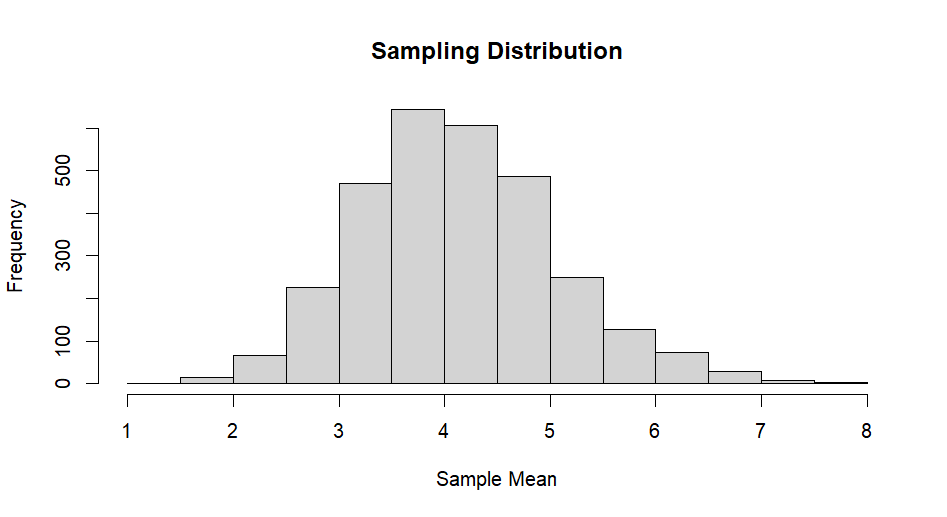 Sampling Distribution
Frequency
500
300
100
0
1 2 3 4 5 6 7 8
Sample Mean